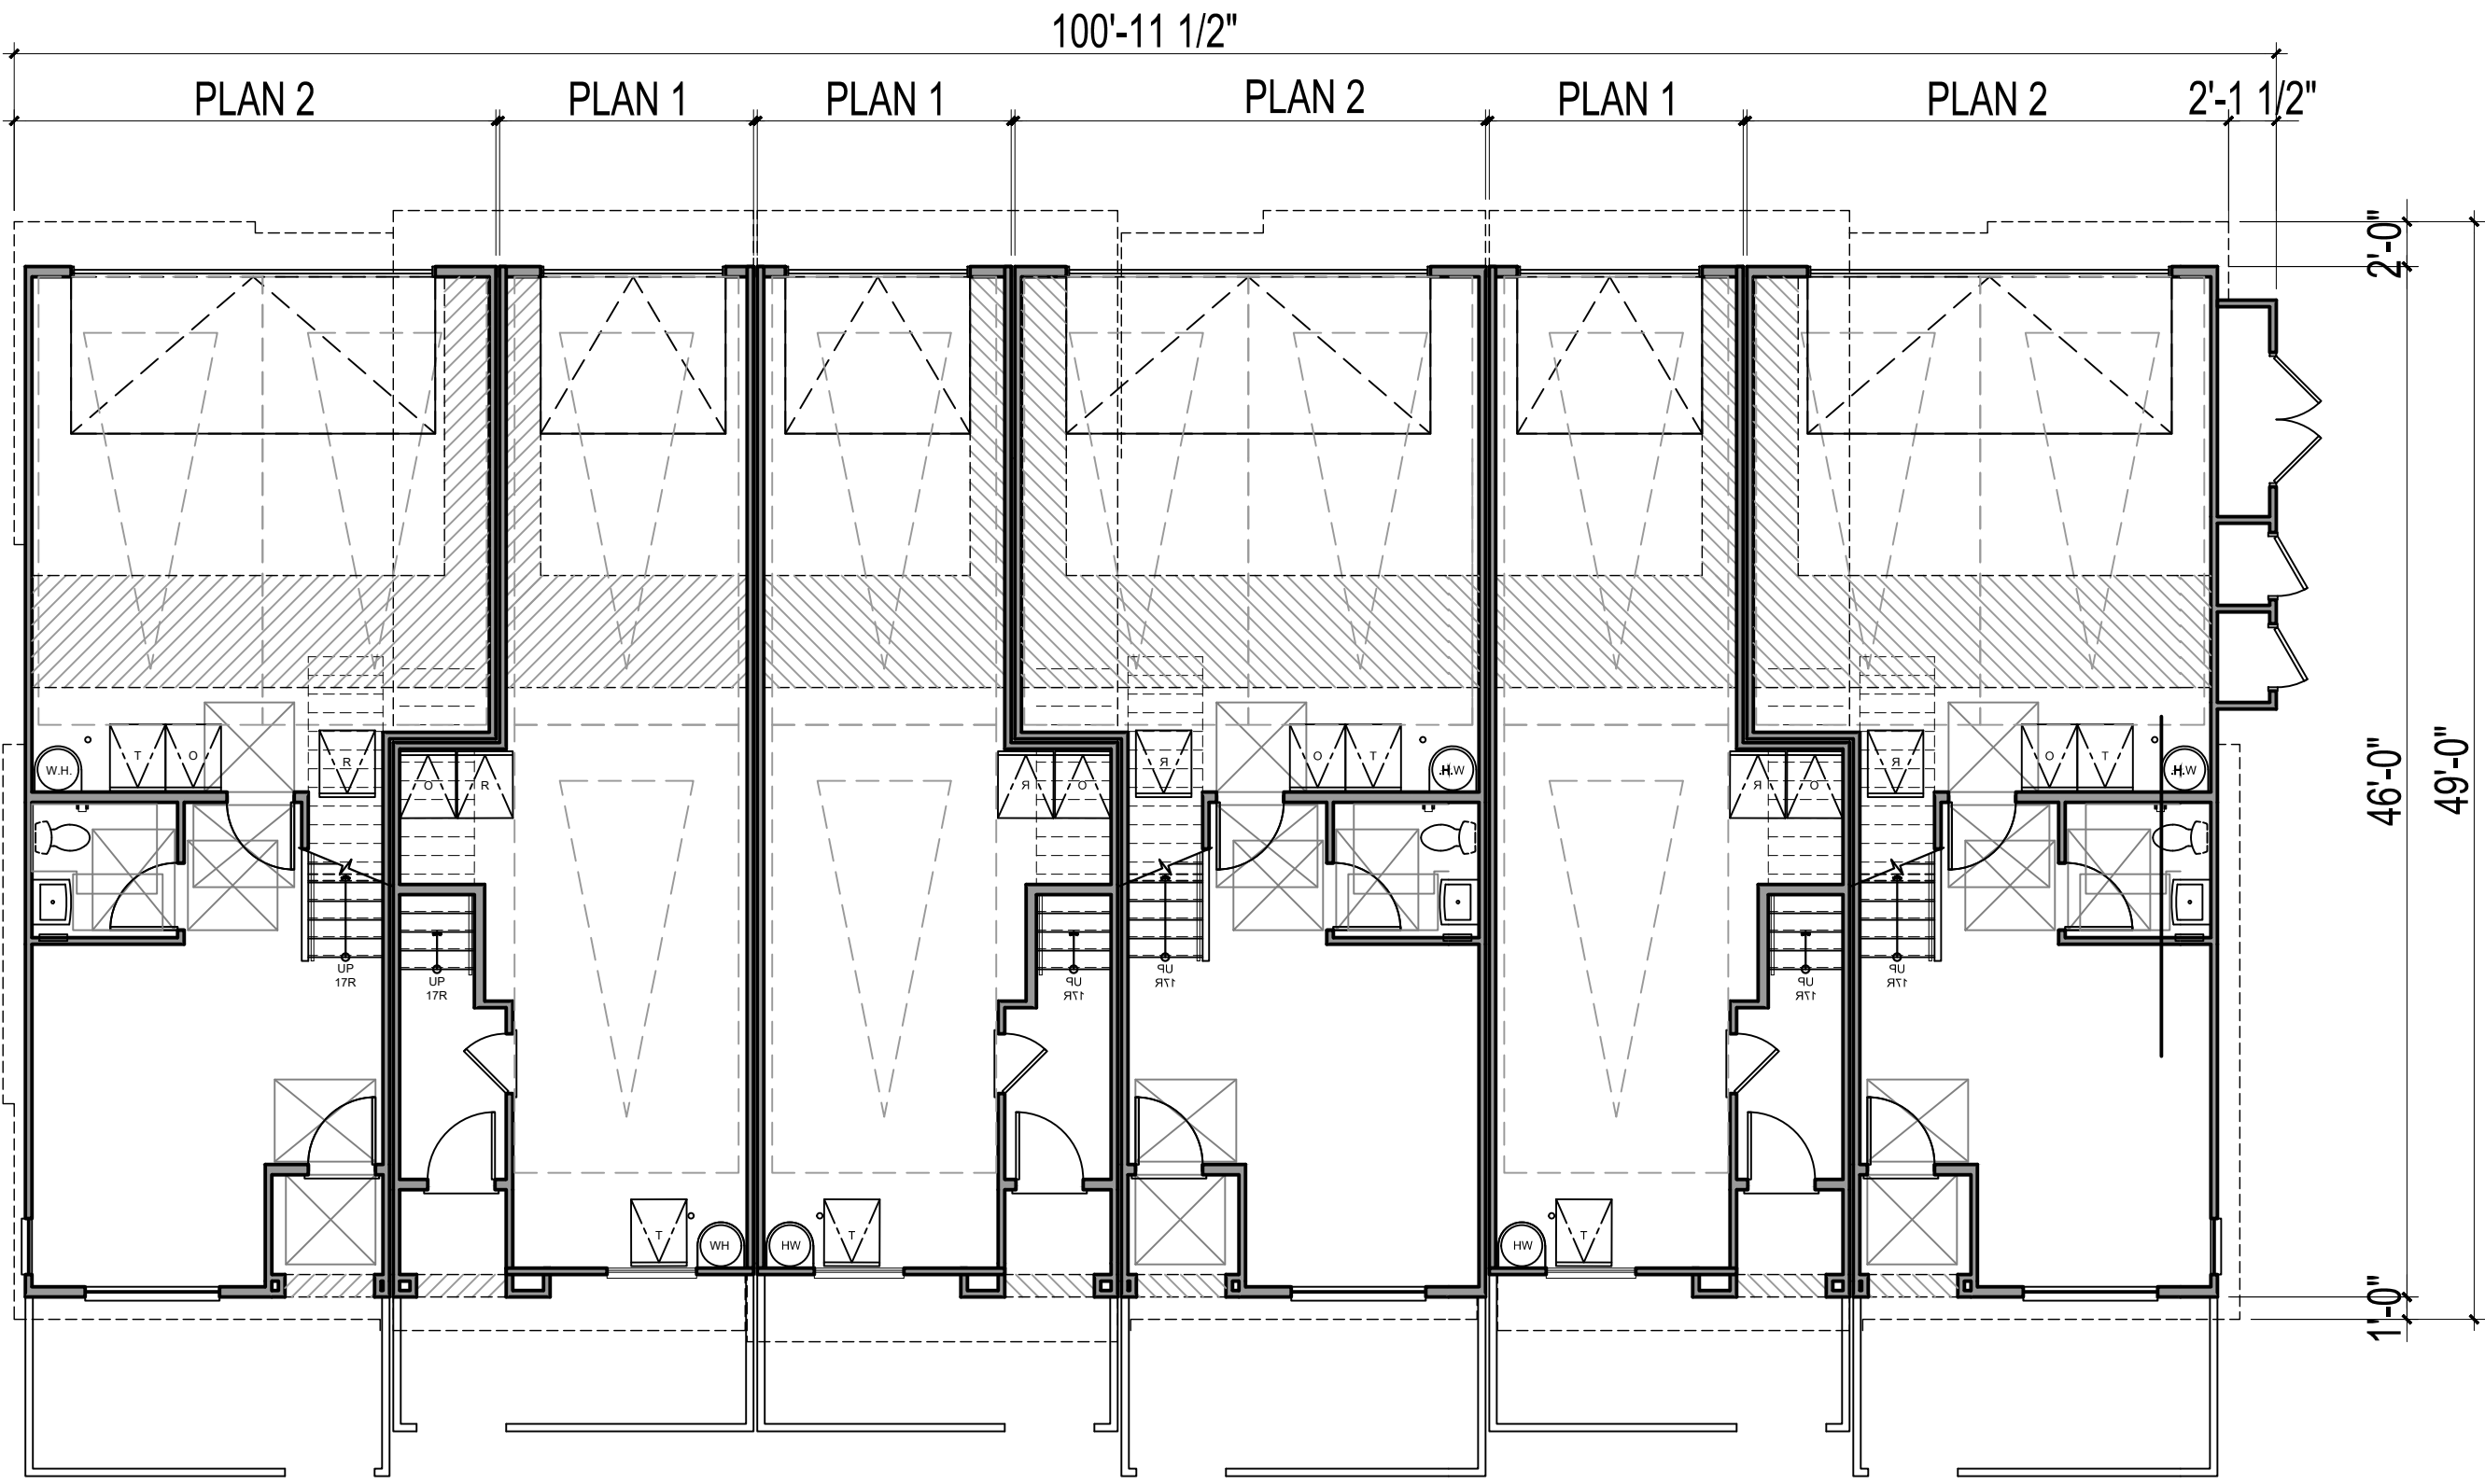 100'-11 1/2"
PLAN 2 PLAN 1 PLAN 1 PLAN 2 PLAN 1 PLAN 2 2'-1 1/2"
2'-0"
W.H. T O R O R R O R O T W.H. R O R O T W.H.
46'-0"
49'-0"
UP
17R
UP
17R
UP
17R
UP
17R
UP
17R
UP
17R
T WH HW T HW T
1'-0"